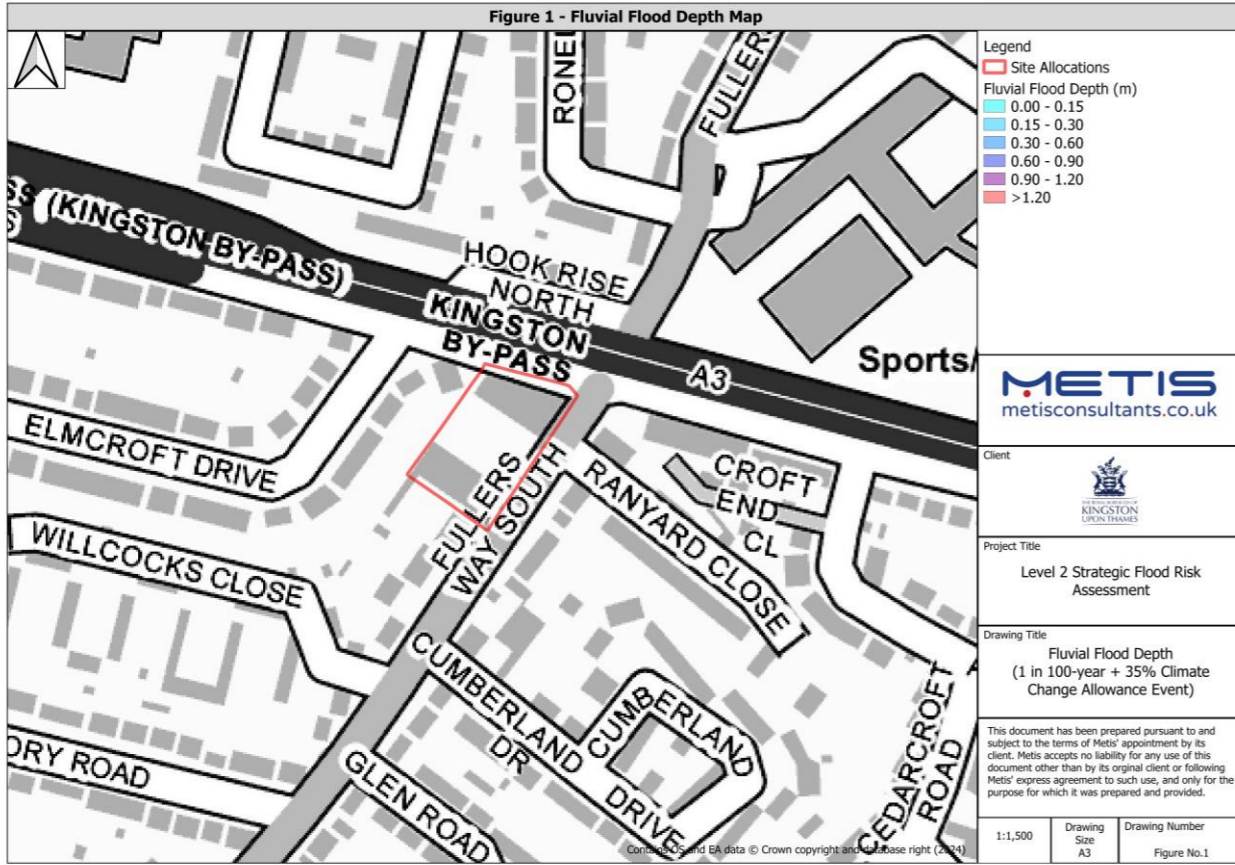 Figure 1 - Fluvial Flood Depth Map
RONEL
FULLERS
SS (KINGSTON BY-PASS)
S
HOOK RISE
NORTH
KINGSTON
BY-PASS
A3
Sports/
ELMCROFT DRIVE
FULLERS
WAY SOUTH
RANYARD CLOSE
CROFT
END
CL
WILLCOCKS CLOSE
CUMBERLAND
DR
DRIVE
CUMBERLAND
ORY ROAD
GLEN ROAD
CEDARCROFT
ROAD
Contains OS and EA data © Crown copyright and database right (2024)
Legend
Site Allocations
Fluvial Flood Depth (m)
0.00 - 0.15
0.15 - 0.30
0.30 - 0.60
0.60 - 0.90
0.90 - 1.20
>1.20
METIS
metisconsultants.co.uk
Client
THE ROYAL BOROUGH OF
KINGSTON
UPON THAMES
Project Title
Level 2 Strategic Flood Risk
Assessment
Drawing Title
Fluvial Flood Depth
(1 in 100-year + 35% Climate
Change Allowance Event)
This document has been prepared pursuant to and
subject to the terms of Metis' appointment by its
client. Metis accepts no liability for any use of this
document other than by its orginal client or following
Metis' express agreement to such use, and only for the
purpose for which it was prepared and provided.
1:1,500
Drawing
Size
A3
Drawing Number
Figure No.1